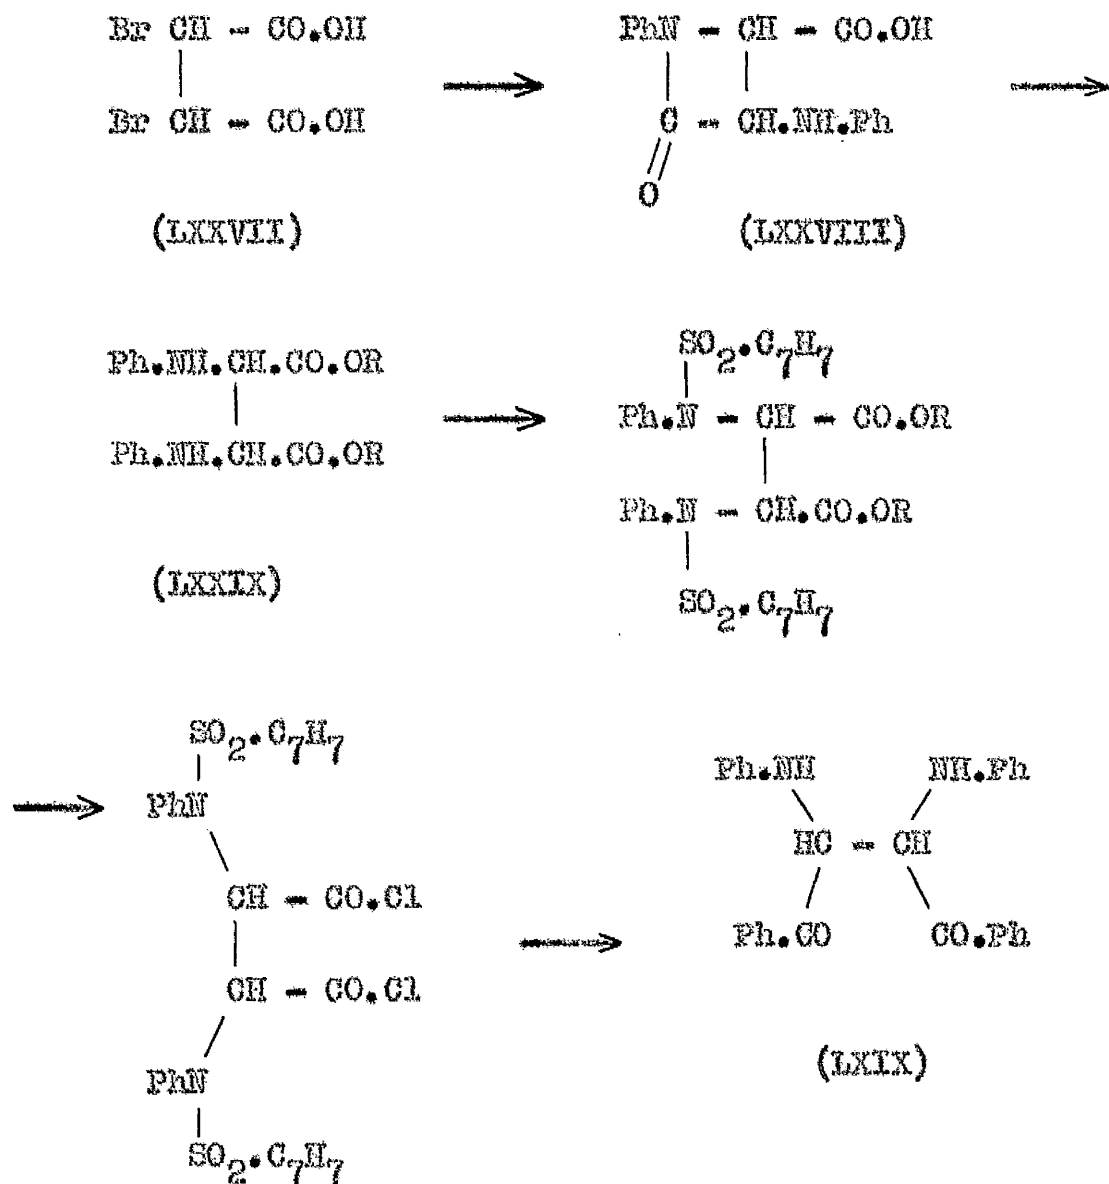 Br CH - CO.OH
Br CH - CO.OH
(LXXVII)
PhN - CH - CO.OH
C - CH.NH.Ph
O
(LXXVIII)
Ph.NH.CH.CO.OR
Ph.NH.CH.CO.OR
(LXXIX)
SO2.C7H7
Ph.N - CH - CO.OR
Ph.N - CH.CO.OR
SO2.C7H7
SO2.C7H7
PhN
CH - CO.Cl
CH - CO.Cl
PhN
SO2.C7H7
Ph.NH NH.Ph
HC - CH
Ph.CO CO.Ph
(LXIX)